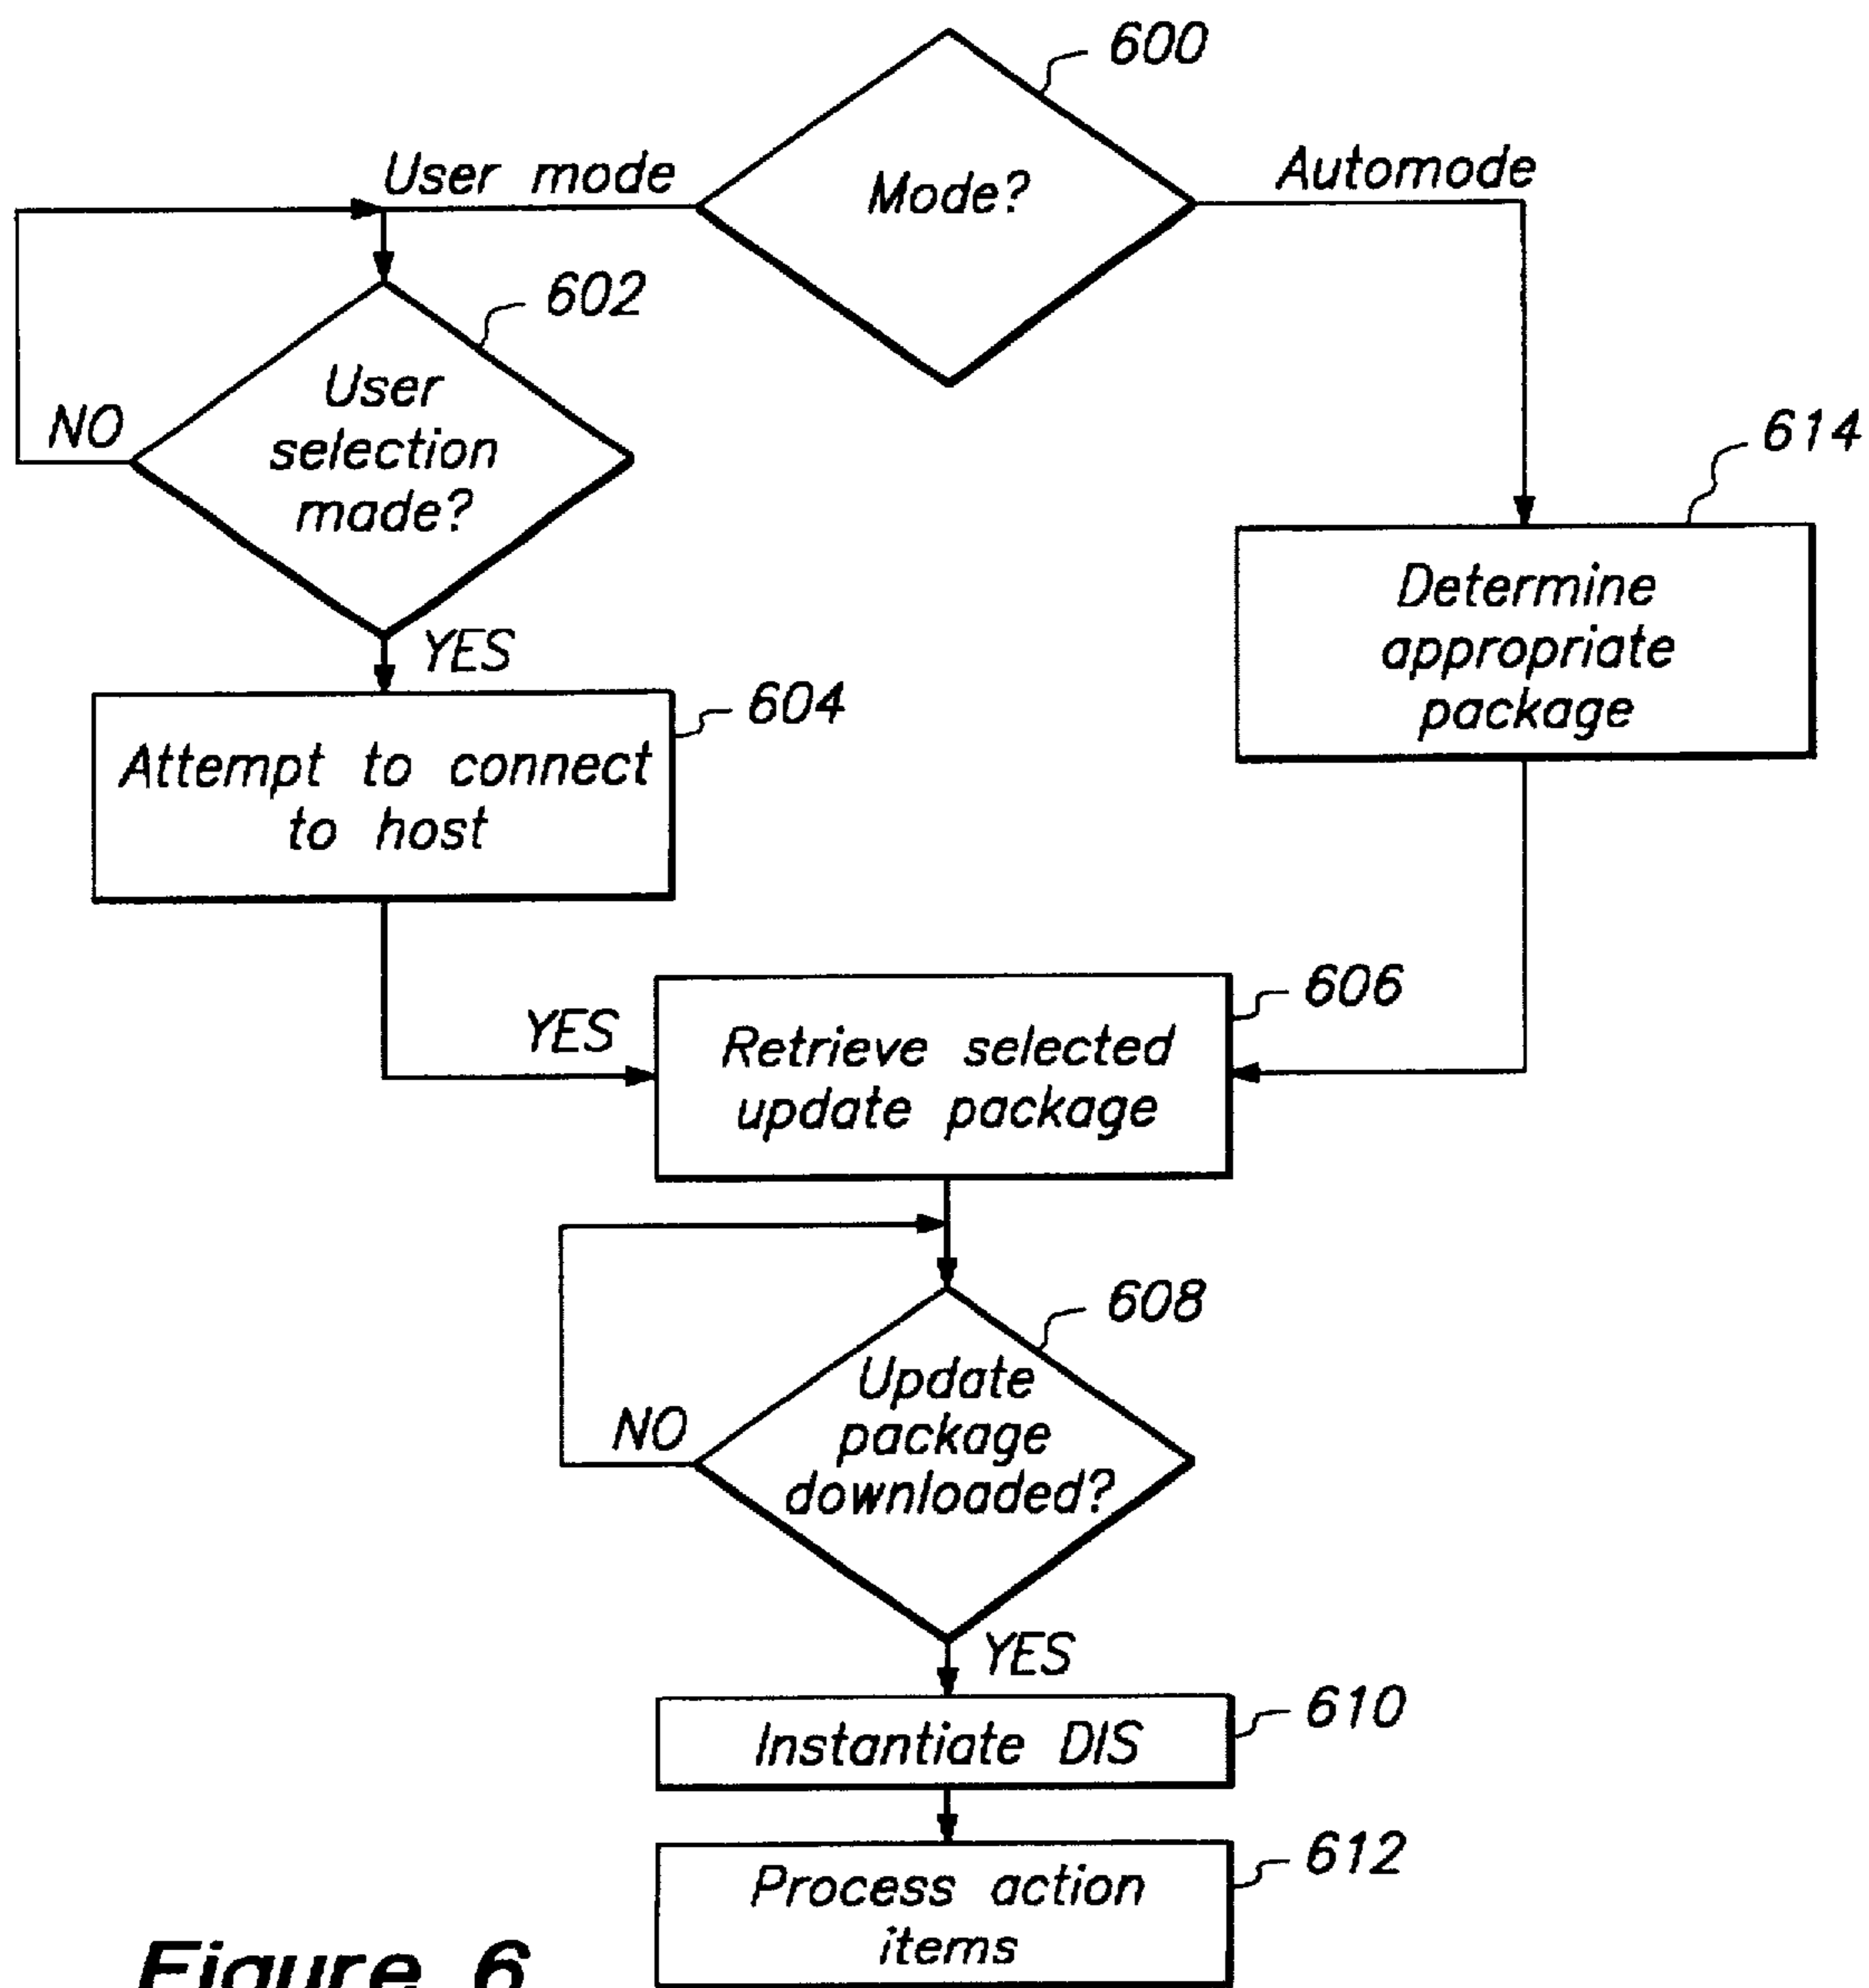 600
Mode?
User mode
Automode
602
User
selection
made?
NO
YES
614
Determine
appropriate
package
604
Attempt to connect
to host
606
YES
Retrieve selected
update package
608
Update
package
downloaded?
NO
YES
610
Instantiate DIS
612
Process action
items
Figure 6